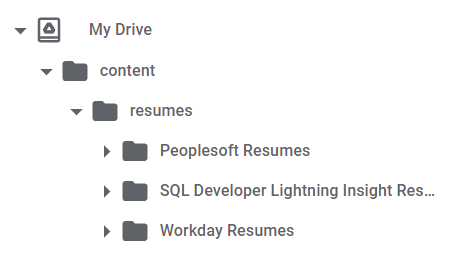 My Drive
content
resumes
Peoplesoft Resumes
SQL Developer Lightning Insight Res...
Workday Resumes